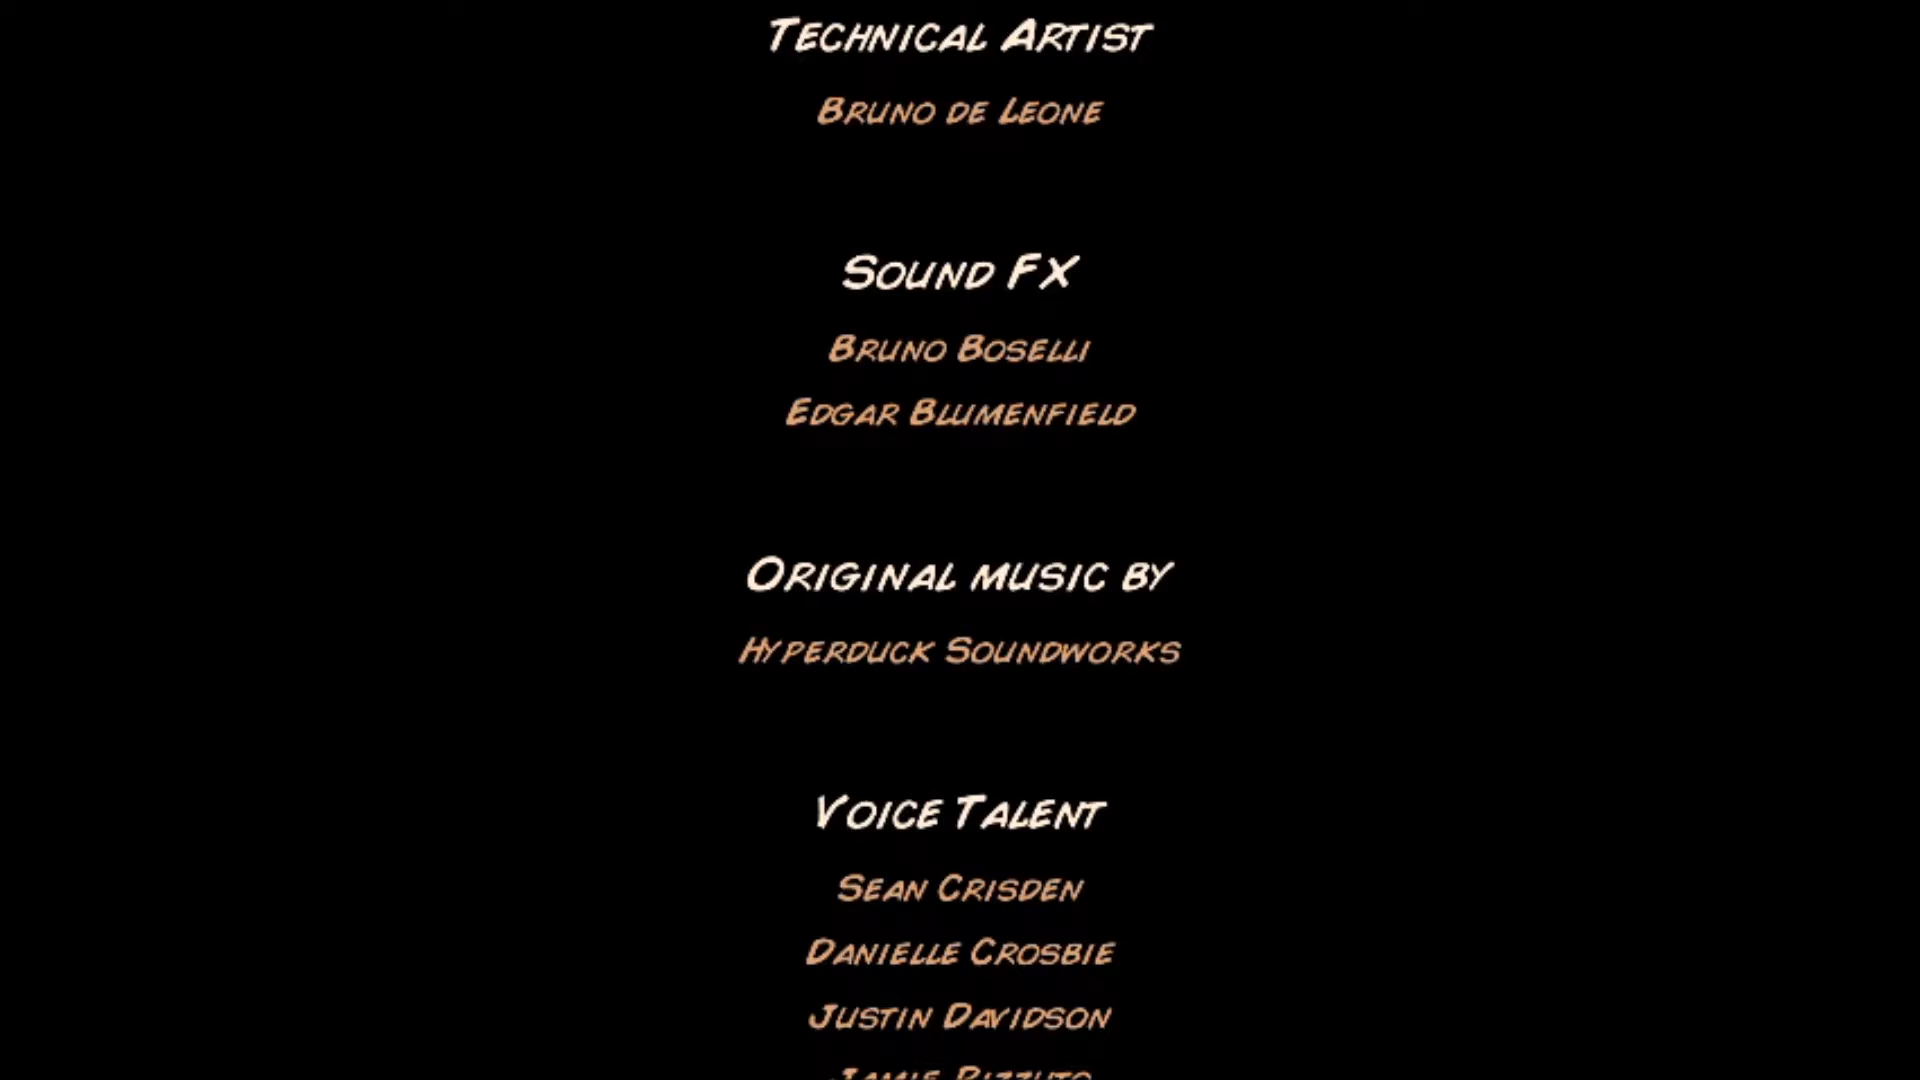 Technical Artist
Bruno de Leone
Sound FX
Bruno Boselli
Edgar Blumenfield
Original music by
Hyperduck Soundworks
Voice Talent
Sean Crisden
Danielle Crosbie
Justin Davidson
Jamie